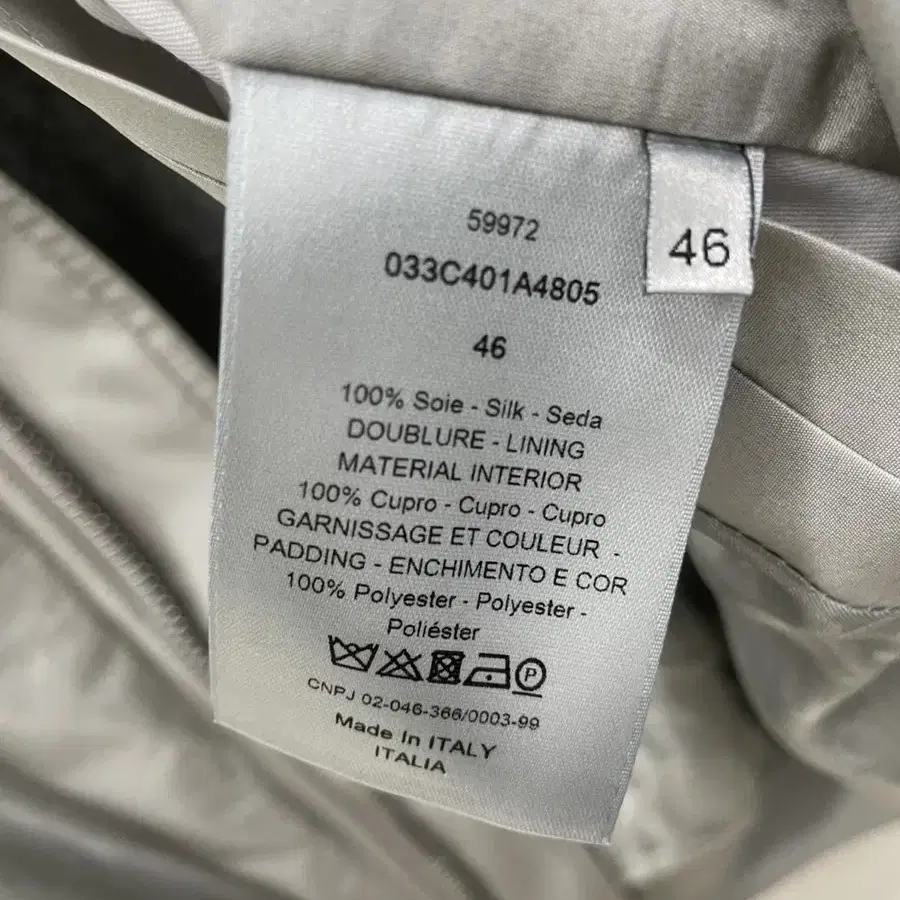 59972
033C401A4805
46
46
100% Soie - Silk - Seda
DOUBLURE - LINING
MATERIAL INTERIOR
100% Cupro - Cupro - Cupro
GARNISSAGE ET COULEUR -
PADDING - ENCHIMENTO E COR
100% Polyester - Polyester -
Poliéster
P
CNPJ 02-046-366/0003-99
Made In ITALY
ITALIA